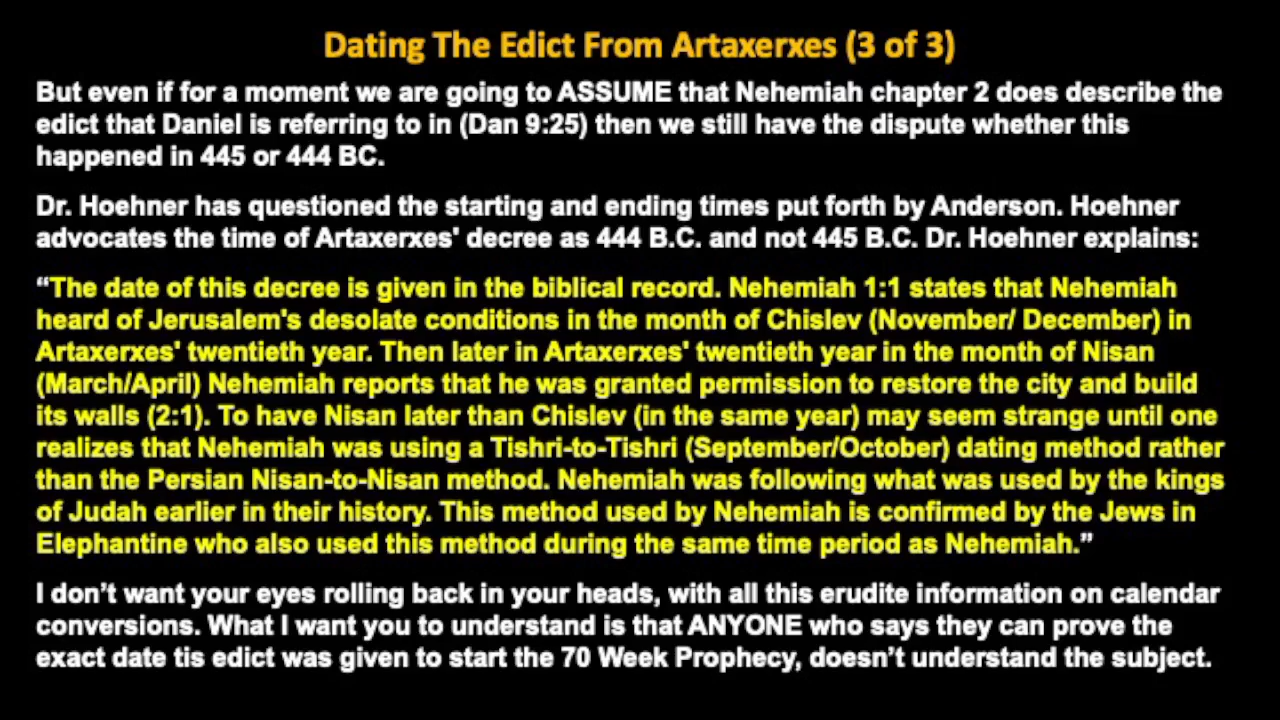 Dating The Edict From Artaxerxes (3 of 3)
But even if for a moment we are going to ASSUME that Nehemiah chapter 2 does describe the
edict that Daniel is referring to in (Dan 9:25) then we still have the dispute whether this
happened in 445 or 444 BC.
Dr. Hoehner has questioned the starting and ending times put forth by Anderson. Hoehner
advocates the time of Artaxerxes' decree as 444 B.C. and not 445 B.C. Dr. Hoehner explains:
“The date of this decree is given in the biblical record. Nehemiah 1:1 states that Nehemiah
heard of Jerusalem's desolate conditions in the month of Chislev (November/ December) in
Artaxerxes' twentieth year. Then later in Artaxerxes' twentieth year in the month of Nisan
(March/April) Nehemiah reports that he was granted permission to restore the city and build
its walls (2:1). To have Nisan later than Chislev (in the same year) may seem strange until one
realizes that Nehemiah was using a Tishri-to-Tishri (September/October) dating method rather
than the Persian Nisan-to-Nisan method. Nehemiah was following what was used by the kings
of Judah earlier in their history. This method used by Nehemiah is confirmed by the Jews in
Elephantine who also used this method during the same time period as Nehemiah.”
I don’t want your eyes rolling back in your heads, with all this erudite information on calendar
conversions. What I want you to understand is that ANYONE who says they can prove the
exact date tis edict was given to start the 70 Week Prophecy, doesn’t understand the subject.